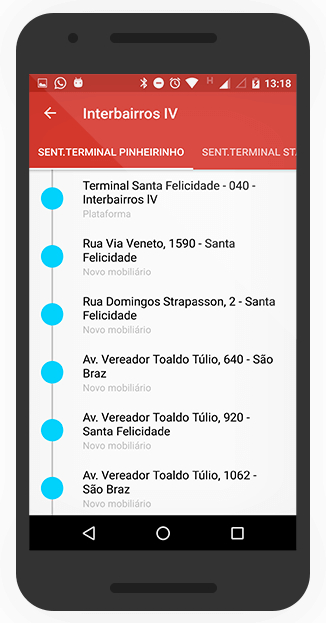 H
13:18
Interbairros IV
SENT.TERMINAL PINHEIRINHO
SENT.TERMINAL STA
Terminal Santa Felicidade - 040 -
Interbairros IV
Plataforma
Rua Via Veneto, 1590 - Santa
Felicidade
Novo mobiliário
Rua Domingos Strapasson, 2 - Santa
Felicidade
Novo mobiliário
Av. Vereador Toaldo Túlio, 640 - São
Braz
Novo mobiliário
Av. Vereador Toaldo Túlio, 920 -
Santa Felicidade
Novo mobiliário
Av. Vereador Toaldo Túlio, 1062 -
São Braz
Novo mobiliário